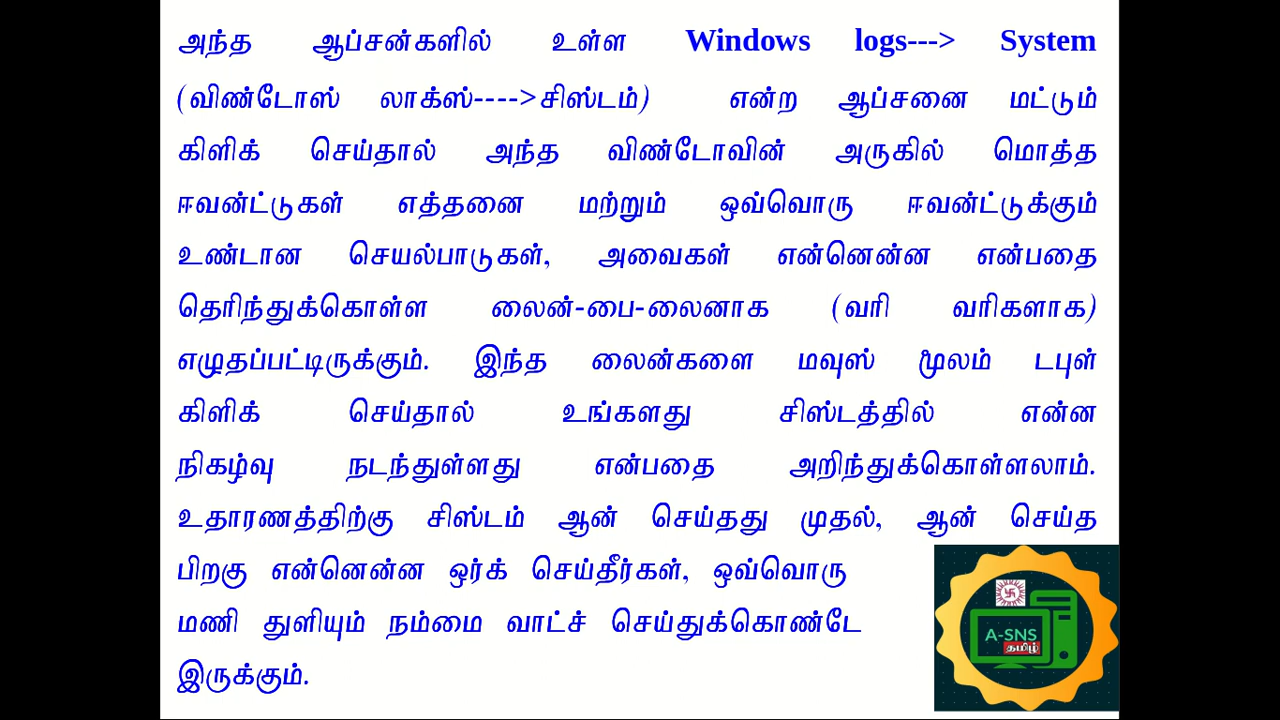 அந்த ஆப்சன்களில் உள்ள Windows logs---> System
(விண்டோஸ் லாக்ஸ்---->சிஸ்டம்) என்ற ஆப்சனை மட்டும்
கிளிக் செய்தால் அந்த விண்டோவின் அருகில் மொத்த
ஈவன்ட்டுகள் எத்தனை மற்றும் ஒவ்வொரு ஈவன்ட்டுக்கும்
உண்டான செயல்பாடுகள், அவைகள் என்னென்ன என்பதை
தெரிந்துக்கொள்ள லைன்-பை-லைனாக (வரி வரிகளாக)
எழுதப்பட்டிருக்கும். இந்த லைன்களை மவுஸ் மூலம் டபுள்
கிளிக் செய்தால் உங்களது சிஸ்டத்தில் என்ன
நிகழ்வு நடந்துள்ளது என்பதை அறிந்துக்கொள்ளலாம்.
உதாரணத்திற்கு சிஸ்டம் ஆன் செய்தது முதல், ஆன் செய்த
பிறகு என்னென்ன ஒர்க் செய்தீர்கள், ஒவ்வொரு
மணி துளியும் நம்மை வாட்ச் செய்துக்கொண்டே
இருக்கும்.
A-SNS
தமிழ்